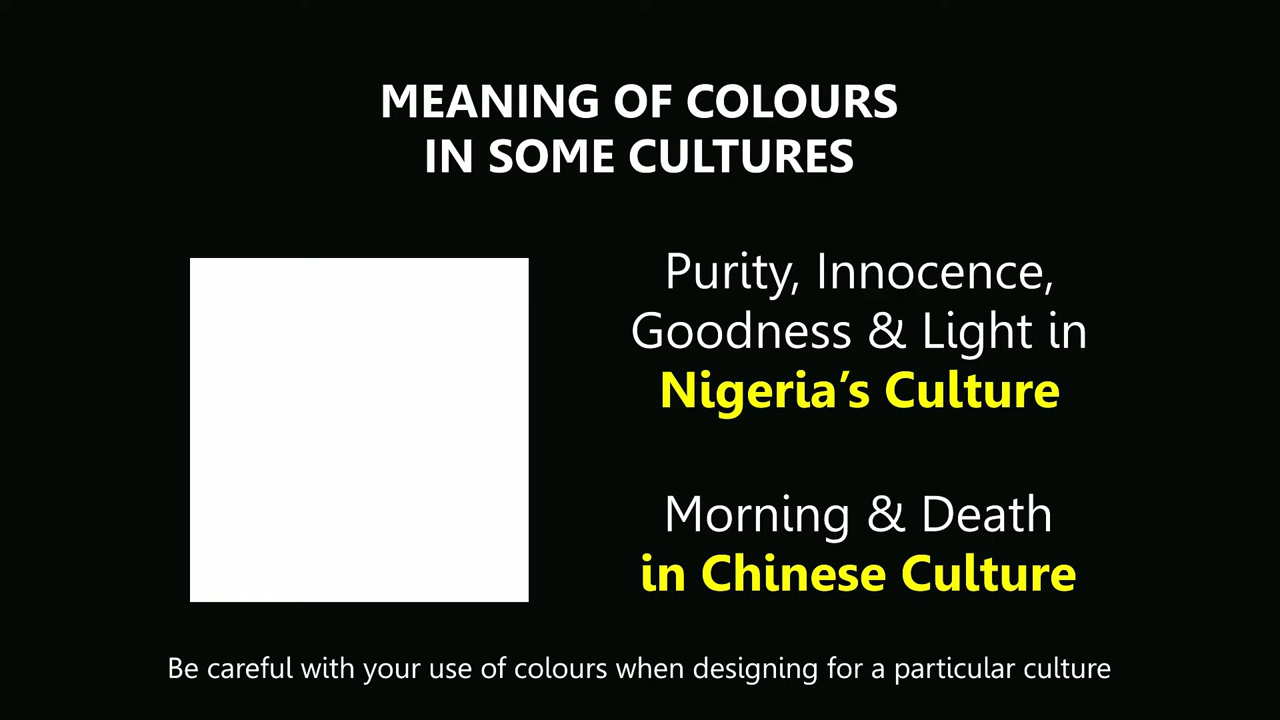 MEANING OF COLOURS
IN SOME CULTURES
Purity, Innocence,
Goodness & Light in
Nigeria’s Culture
Morning & Death
in Chinese Culture
Be careful with your use of colours when designing for a particular culture